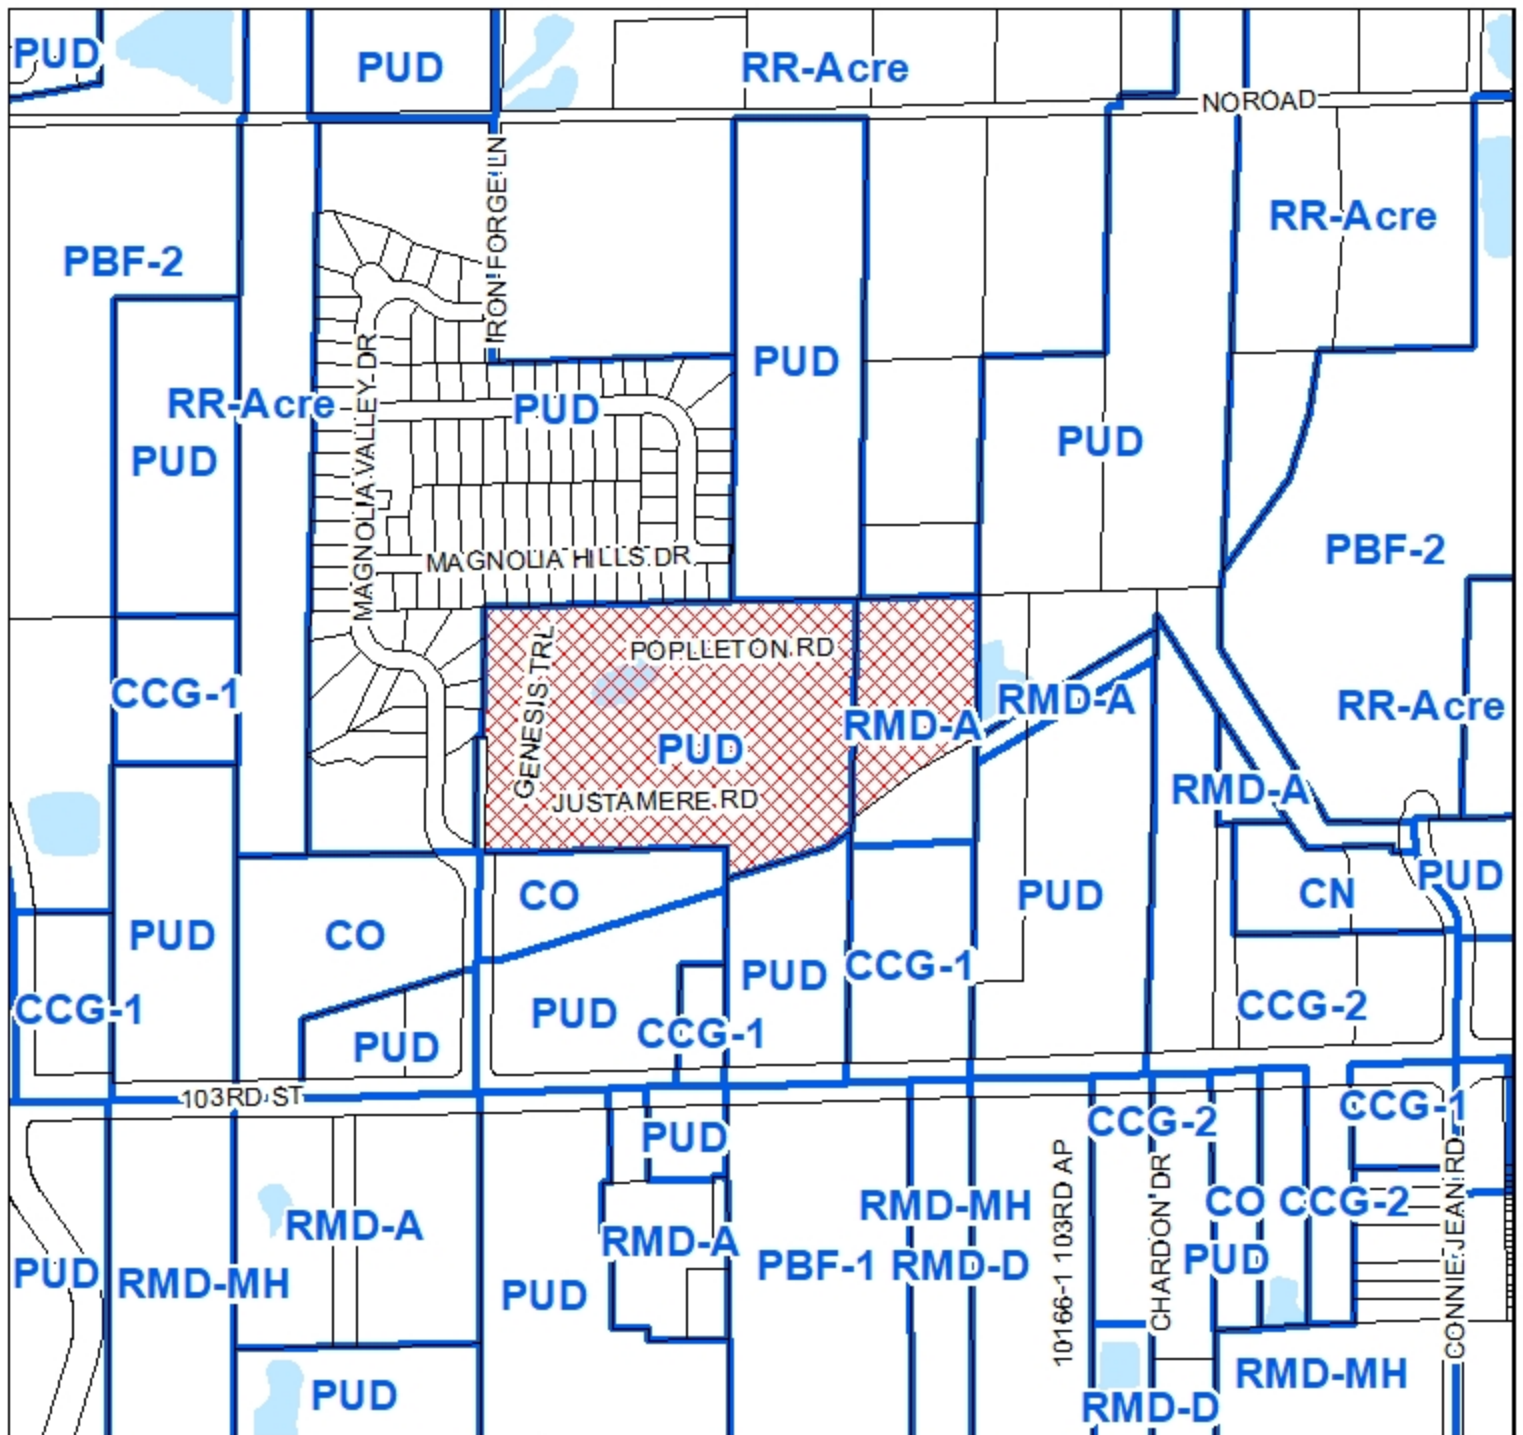 PUD
PUD
RR-Acre
NOROAD
IRON FORGE LN
RR-Acre
PBF-2
PUD
RR-Acre
MAGNOLIA VALLEY DR
PUD
PUD
PUD
MAGNOLIA HILLS DR
PBF-2
GENESIS TRL
POPLLETON RD
CCG-1
RMD-A
RMD-A
RR-Acre
PUD
JUSTAMERE RD
RMD-A
CO
PUD
CN
PUD
PUD
CO
CCG-1
PUD
CCG-1
PUD
CCG-1
CCG-2
PUD
103RD ST
PUD
CCG-2
CCG-1
10166-1 103RD AP
CHARDON DR
CONNIE JEAN RD
RMD-A
RMD-A
RMD-MH
CO
CCG-2
PUD
RMD-MH
PUD
PBF-1
RMD-D
PUD
PUD
RMD-D
RMD-MH